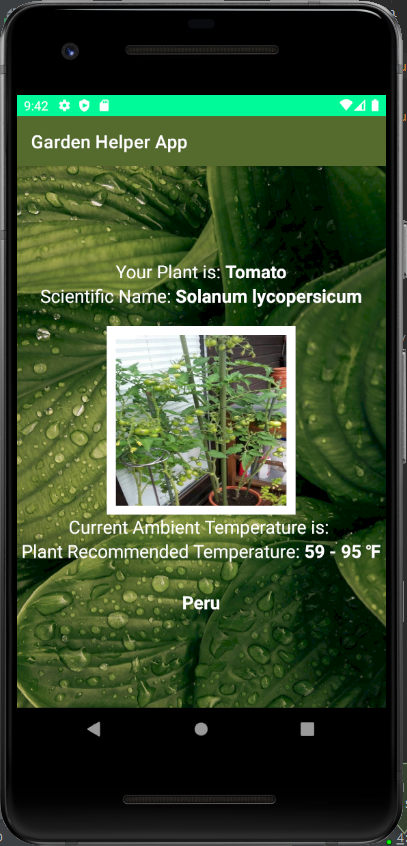 9:42
Garden Helper App
Your Plant is: Tomato
Scientific Name: Solanum lycopersicum
Current Ambient Temperature is:
Plant Recommended Temperature: 59 - 95 °F
Peru